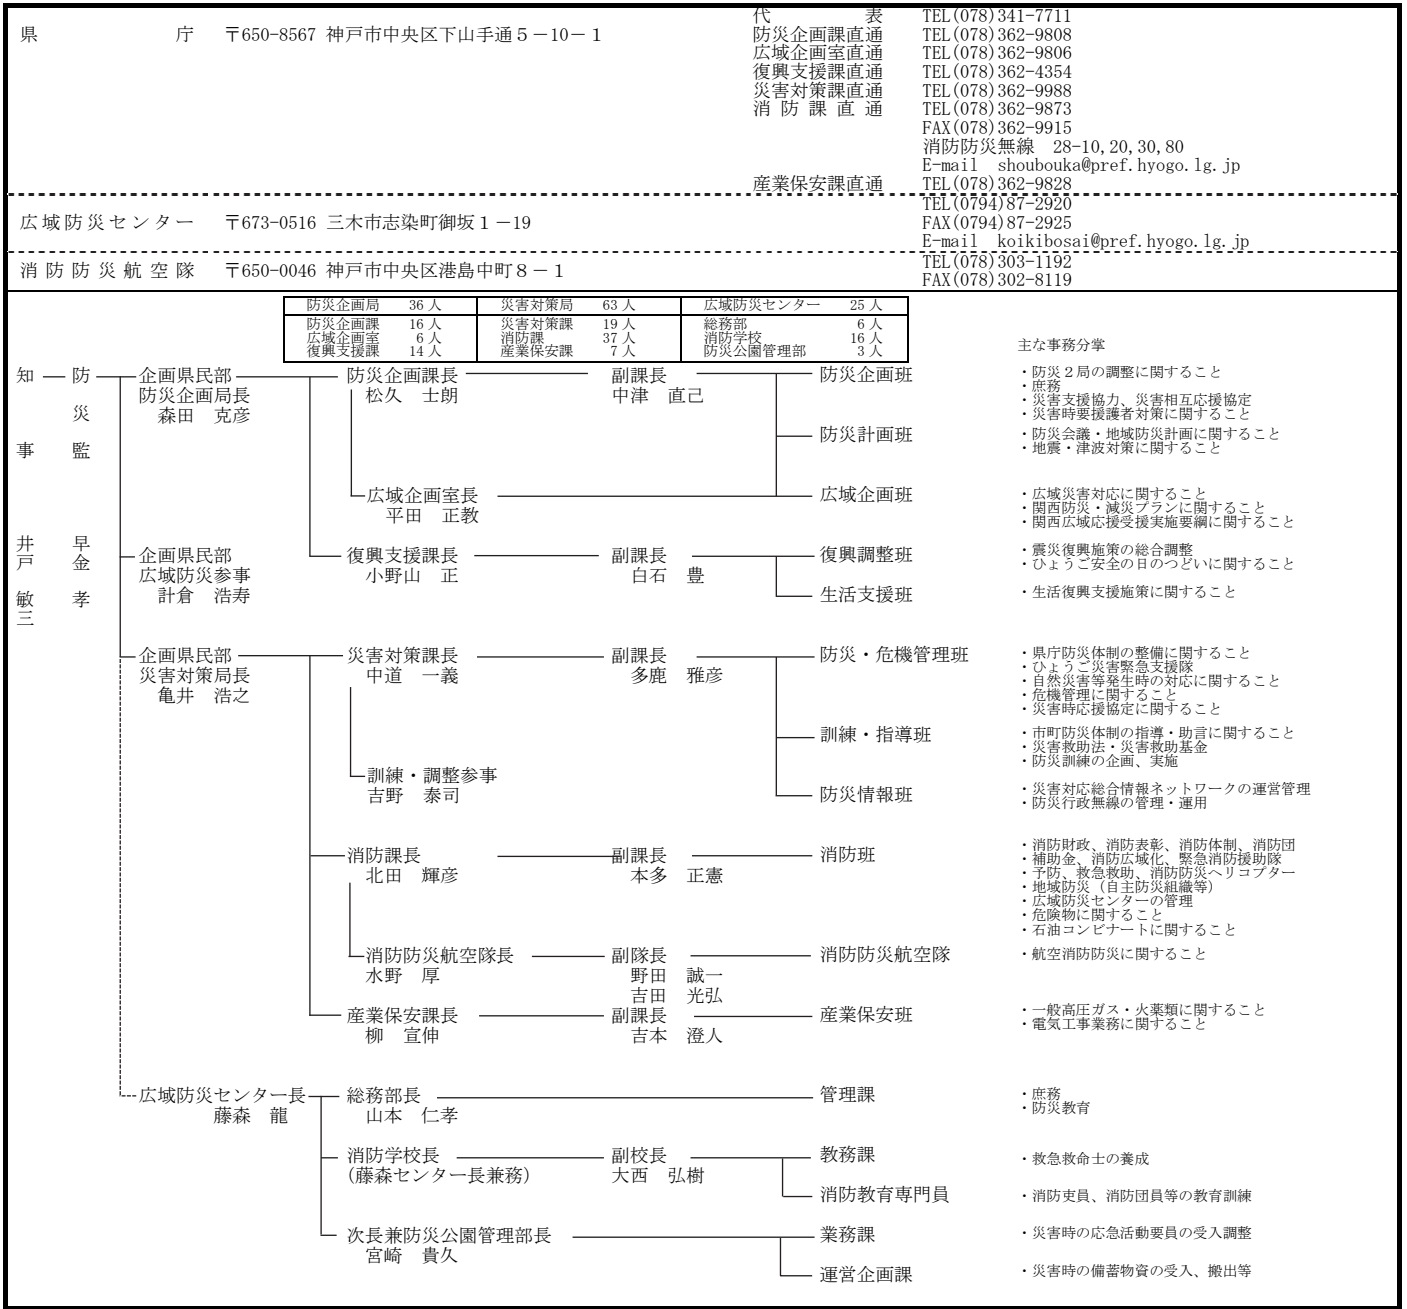 県庁 〒650-8567 神戸市中央区下山手通５－10－１
代表 TEL(078)341-7711
防災企画課直通 TEL(078)362-9808
広域企画室直通 TEL(078)362-9806
復興支援課直通 TEL(078)362-4354
災害対策課直通 TEL(078)362-9988
消防課直通 TEL(078)362-9873
FAX(078)362-9915
消防防災無線 28-10,20,30,80
E-mail shoubouka@pref.hyogo.lg.jp
産業保安課直通 TEL(078)362-9828
広域防災センター 〒673-0516 三木市志染町御坂１－19
TEL(0794)87-2920
FAX(0794)87-2925
E-mail koikibosai@pref.hyogo.lg.jp
消防防災航空隊 〒650-0046 神戸市中央区港島中町８－１
TEL(078)303-1192
FAX(078)302-8119
防災企画局 36人 災害対策局 63人 広域防災センター 25人
防災企画課 16人 災害対策課 19人 総務部 6人
広域企画室 6人 消防課 37人 消防学校 16人
復興支援課 14人 産業保安課 7人 防災公園管理部 3人
主な事務分掌
知事 井戸敏三
防災監 早金孝
企画県民部 防災企画課長 副課長 防災企画班
防災企画局長 松久 士朗 中津 直己
森田 克彦
・防災２局の調整に関すること
・庶務
・災害支援協力、災害相互応援協定
・災害時要援護者対策に関すること
防災計画班
・防災会議・地域防災計画に関すること
・地震・津波対策に関すること
広域企画室長 広域企画班
平田 正教
・広域災害対応に関すること
・関西防災・減災プランに関すること
・関西広域応援受援実施要綱に関すること
企画県民部 復興支援課長 副課長 復興調整班
広域防災参事 小野山 正 白石 豊
計倉 浩寿
・震災復興施策の総合調整
・ひょうご安全の日のつどいに関すること
生活支援班 ・生活復興支援施策に関すること
企画県民部 災害対策課長 副課長 防災・危機管理班
災害対策局長 中道 一義 多鹿 雅彦
亀井 浩之
・県庁防災体制の整備に関すること
・ひょうご災害緊急支援隊
・自然災害等発生時の対応に関すること
・危機管理に関すること
・災害時応援協定に関すること
訓練・指導班
・市町防災体制の指導・助言に関すること
・災害救助法・災害救助基金
・防災訓練の企画、実施
訓練・調整参事
吉野 泰司
防災情報班
・災害対応総合情報ネットワークの運営管理
・防災行政無線の管理・運用
消防課長 副課長 消防班
北田 輝彦 本多 正憲
・消防財政、消防表彰、消防体制、消防団
・補助金、消防広域化、緊急消防援助隊
・予防、救急救助、消防防災ヘリコプター
・地域防災（自主防災組織等）
・広域防災センターの管理
・危険物に関すること
・石油コンビナートに関すること
消防防災航空隊長 副隊長 消防防災航空隊 ・航空消防防災に関すること
水野 厚 野田 誠一
吉田 光弘
産業保安課長 副課長 産業保安班
柳 宣伸 吉本 澄人
・一般高圧ガス・火薬類に関すること
・電気工事業務に関すること
広域防災センター長 総務部長 管理課
藤森 龍 山本 仁孝
・庶務
・防災教育
消防学校長 副校長 教務課 ・救急救命士の養成
(藤森センター長兼務) 大西 弘樹
消防教育専門員 ・消防吏員、消防団員等の教育訓練
次長兼防災公園管理部長 業務課 ・災害時の応急活動要員の受入調整
宮崎 貴久
運営企画課 ・災害時の備蓄物資の受入、搬出等